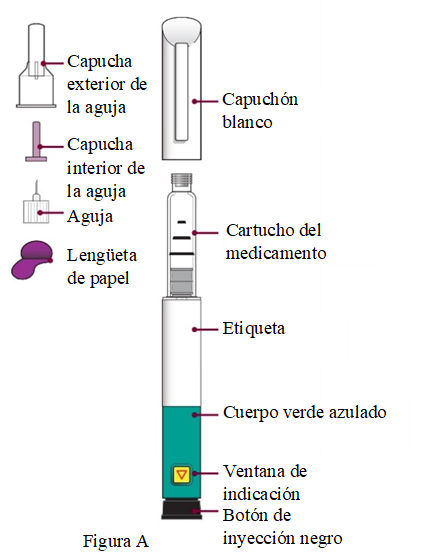 Capucha
exterior de
la aguja
Capucha
interior de
la aguja
Aguja
Lengüeta
de papel
Capuchón
blanco
Cartucho del
medicamento
Etiqueta
Cuerpo verde azulado
Ventana de
indicación
Botón de
inyección negro
Figura A